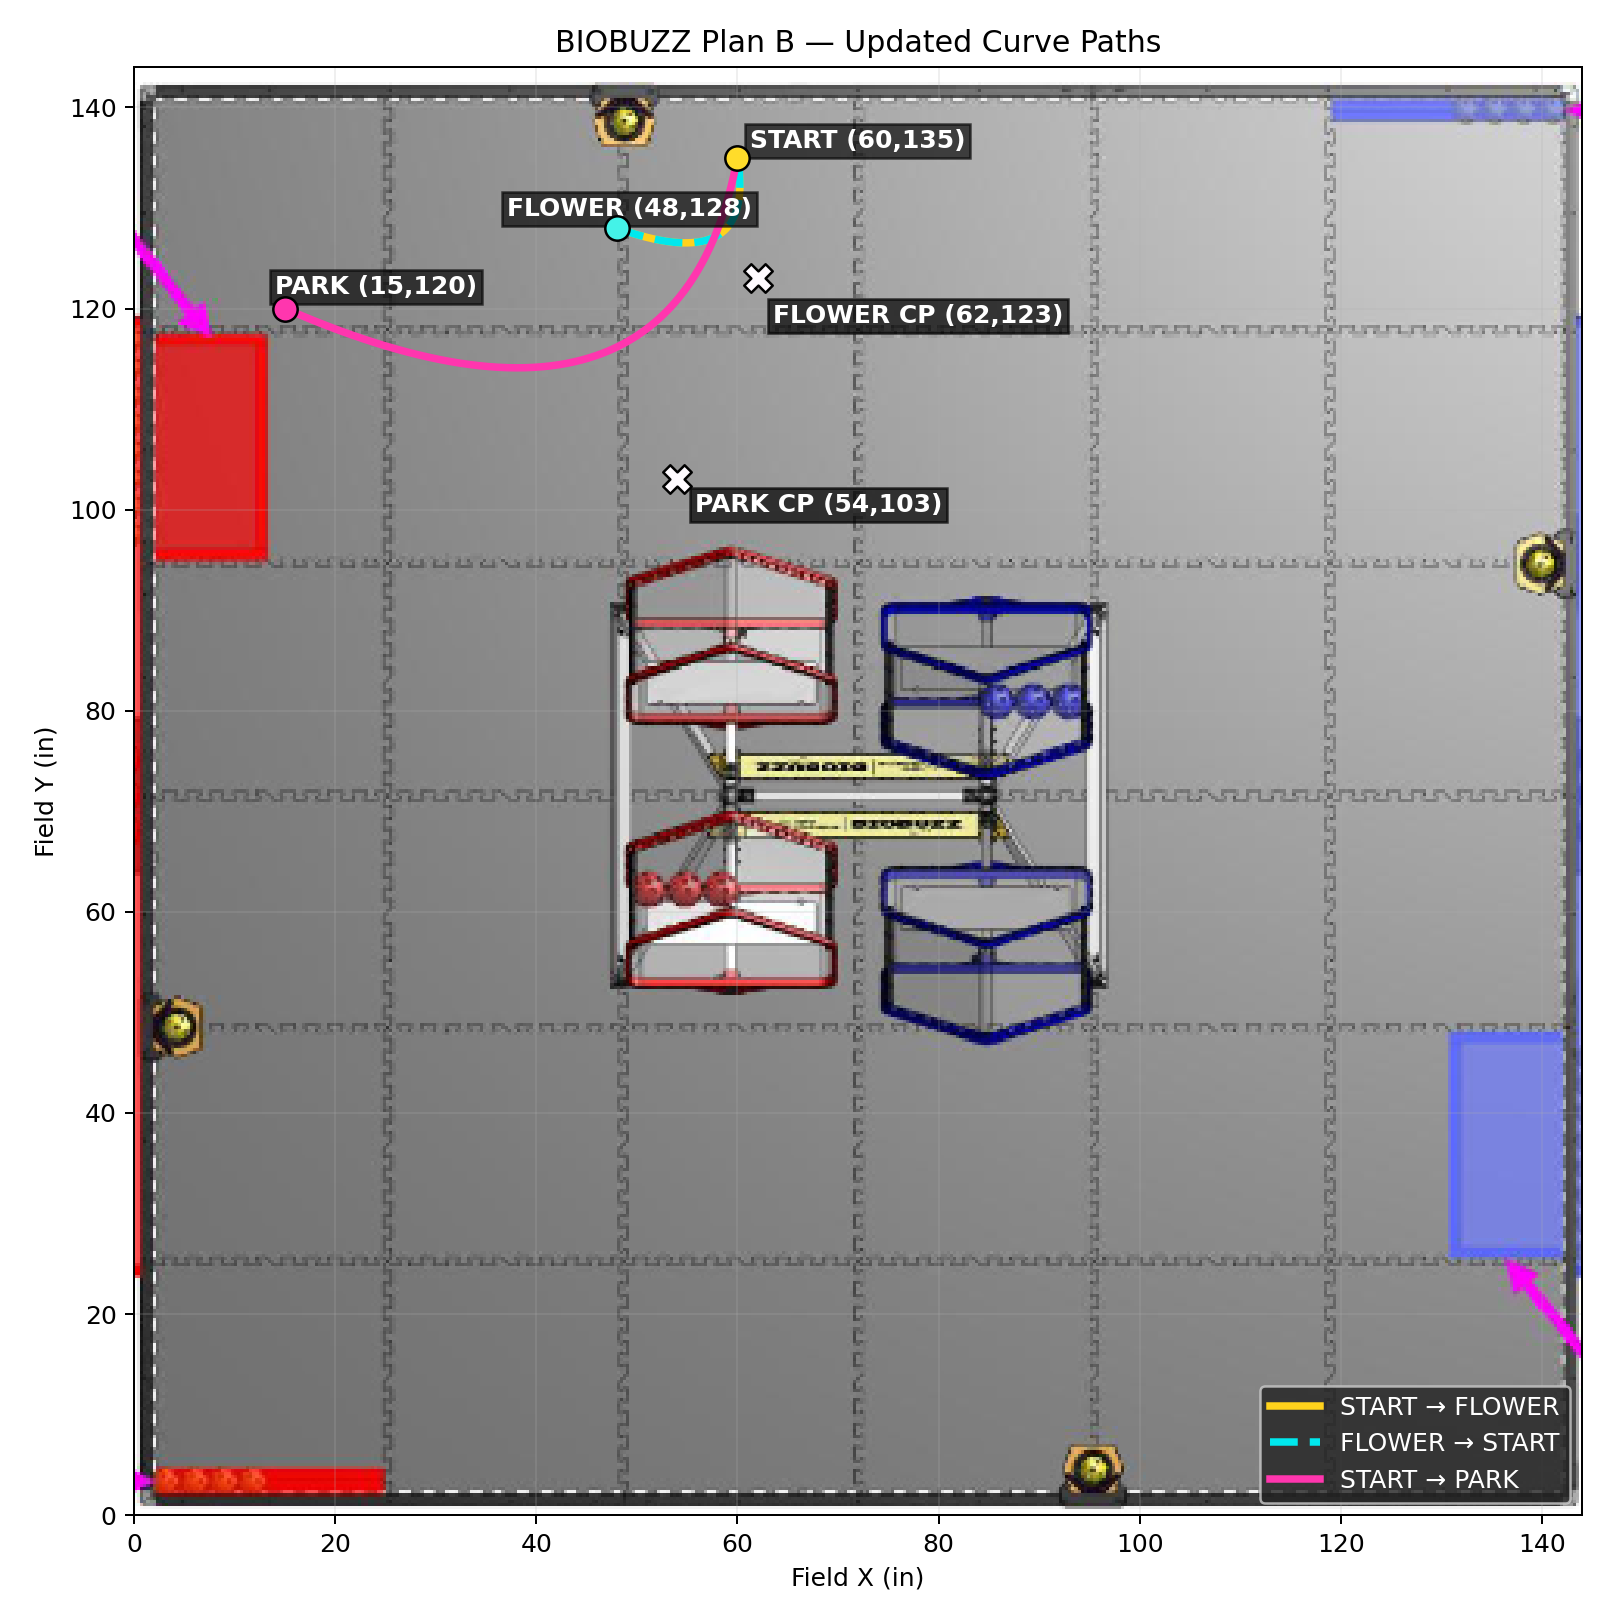 BIOBUZZ Plan B — Updated Curve Paths
START (60,135)
FLOWER (48,128)
PARK (15,120)
FLOWER CP (62,123)
PARK CP (54,103)
BIOBUZZ
BIOBUZZ
START → FLOWER
FLOWER → START
START → PARK
140
120
100
80
60
40
20
0
0 20 40 60 80 100 120 140
Field X (in)
Field Y (in)